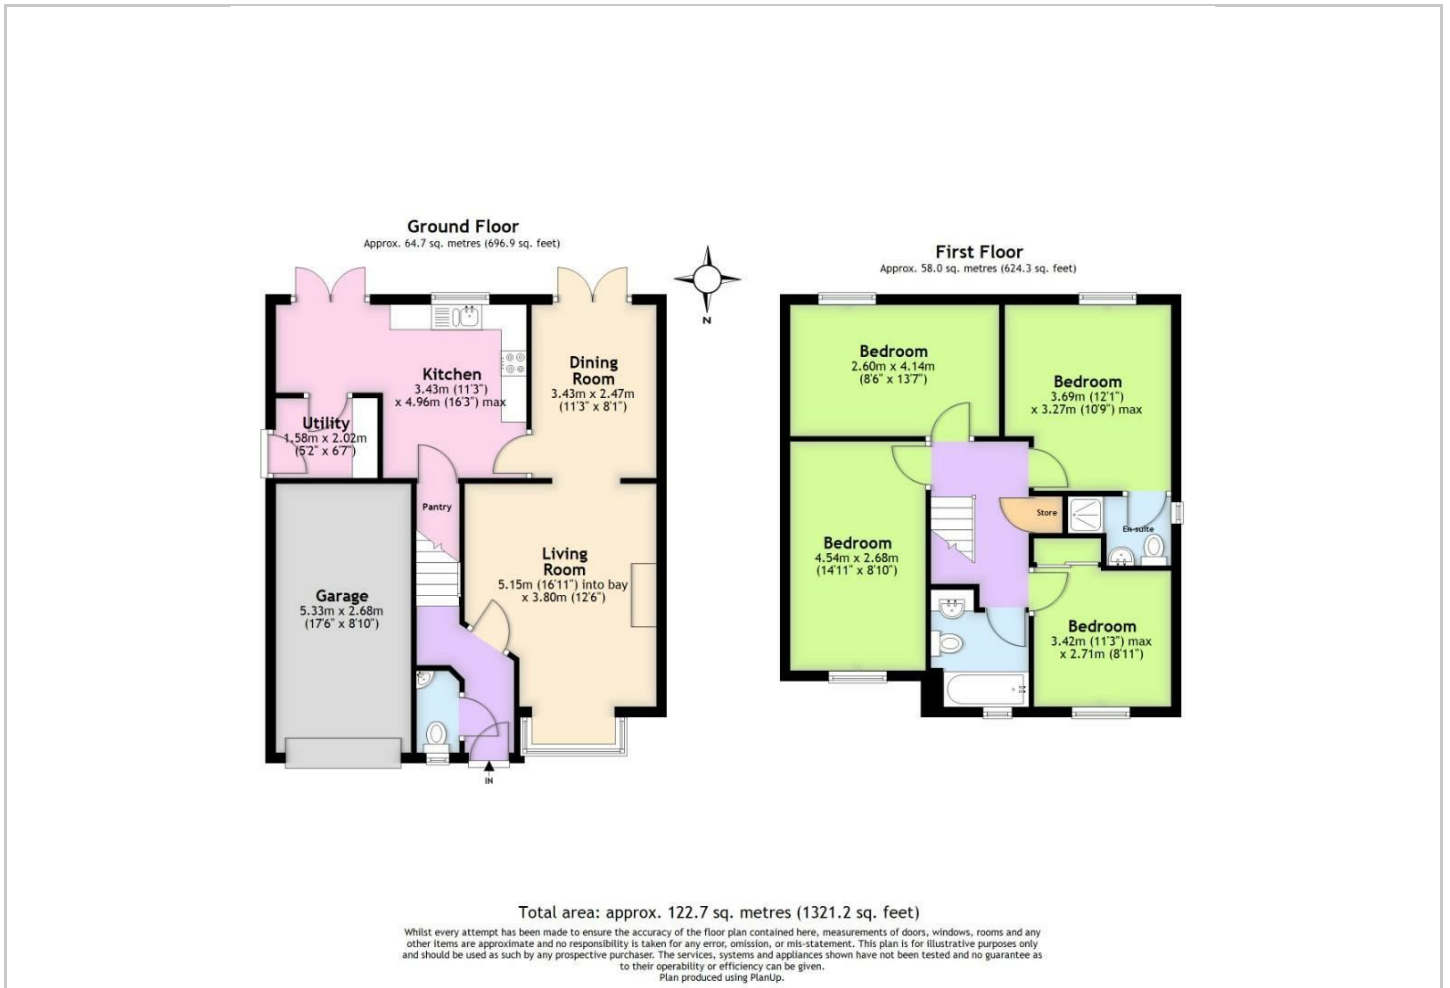 Ground Floor
Approx. 64.7 sq. metres (696.9 sq. feet)
Kitchen
3.43m (11'3")
x 4.96m (16'3") max
Dining
Room
3.43m x 2.47m
(11'3" x 8'1")
Utility
1.58m x 2.02m
(5'2" x 6'7")
Pantry
Living
Room
5.15m (16'11") into bay
x 3.80m (12'6")
Garage
5.33m x 2.68m
(17'6" x 8'10")
IN
N
First Floor
Approx. 58.0 sq. metres (624.3 sq. feet)
Bedroom
2.60m x 4.14m
(8'6" x 13'7")
Bedroom
3.69m (12'1")
x 3.27m (10'9") max
Store
En-suite
Bedroom
4.54m x 2.68m
(14'11" x 8'10")
Bedroom
3.42m (11'3") max
x 2.71m (8'11")
Total area: approx. 122.7 sq. metres (1321.2 sq. feet)
Whilst every attempt has been made to ensure the accuracy of the floor plan contained here, measurements of doors, windows, rooms and any
other items are approximate and no responsibility is taken for any error, omission, or mis-statement. This plan is for illustrative purposes only
and should be used as such by any prospective purchaser. The services, systems and appliances shown have not been tested and no guarantee as
to their operability or efficiency can be given.
Plan produced using PlanUp.